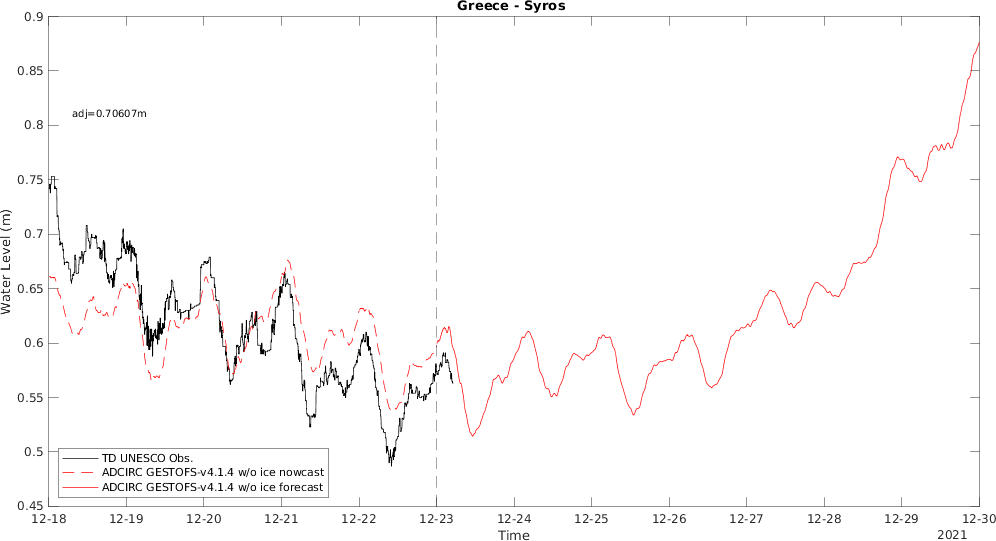 Greece - Syros
0.9
0.85
0.8
0.75
0.7
0.65
0.6
0.55
0.5
0.45
Water Level (m)
adj=0.70607m
TD UNESCO Obs.
ADCIRC GESTOFS-v4.1.4 w/o ice nowcast
ADCIRC GESTOFS-v4.1.4 w/o ice forecast
12-18 12-19 12-20 12-21 12-22 12-23 12-24 12-25 12-26 12-27 12-28 12-29 12-30
Time
2021